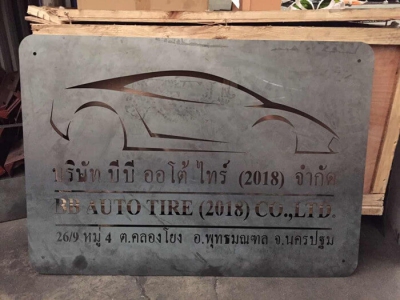 บริษัท บีบี ออโต้ ไทร์ (2018) จำกัด
BB AUTO TIRE (2018) CO.,LTD.
26/9 หมู่ 4 ต.คลองโยง อ.พุทธมณฑล จ.นครปฐม